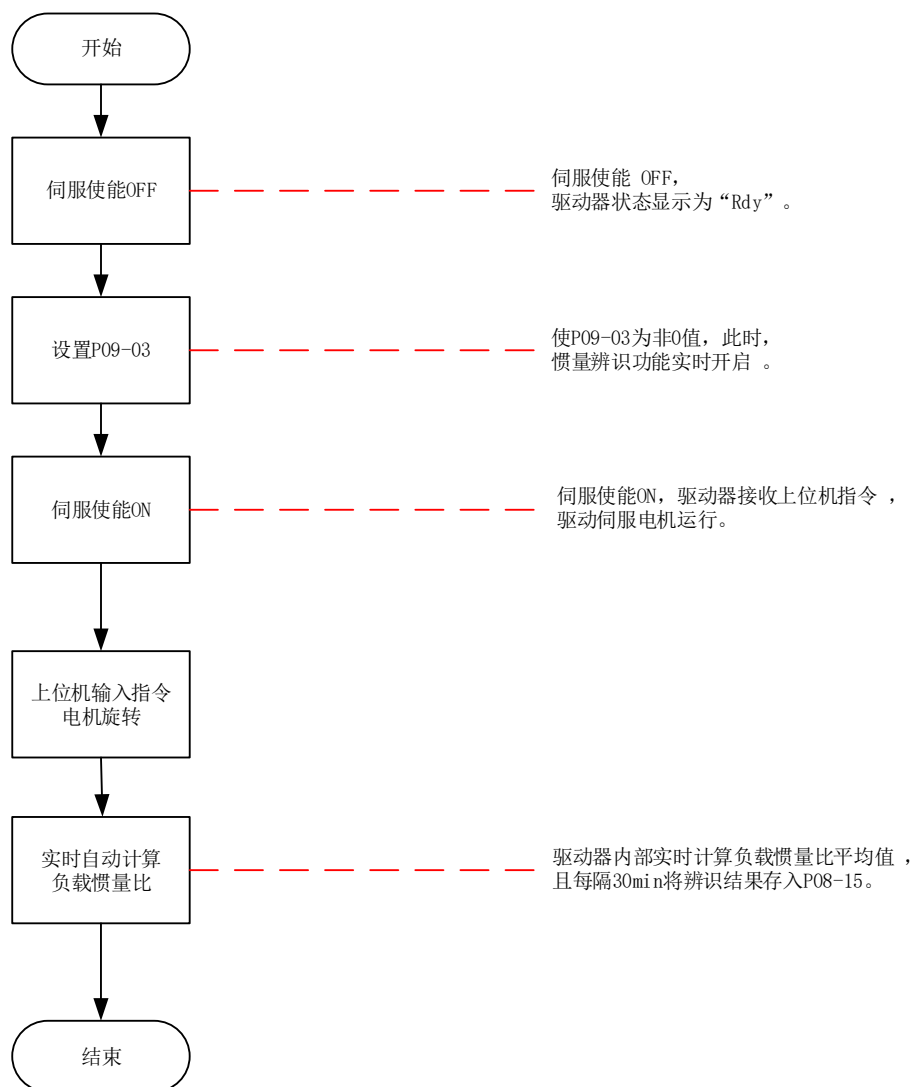 开始
伺服使能OFF
伺服使能 OFF，
驱动器状态显示为“Rdy”。
设置P09-03
使P09-03为非0值，此时，
惯量辨识功能实时开启 。
伺服使能ON
伺服使能ON，驱动器接收上位机指令 ，
驱动伺服电机运行。
上位机输入指令
电机旋转
实时自动计算
负载惯量比
驱动器内部实时计算负载惯量比平均值 ，
且每隔30min将辨识结果存入P08-15。
结束